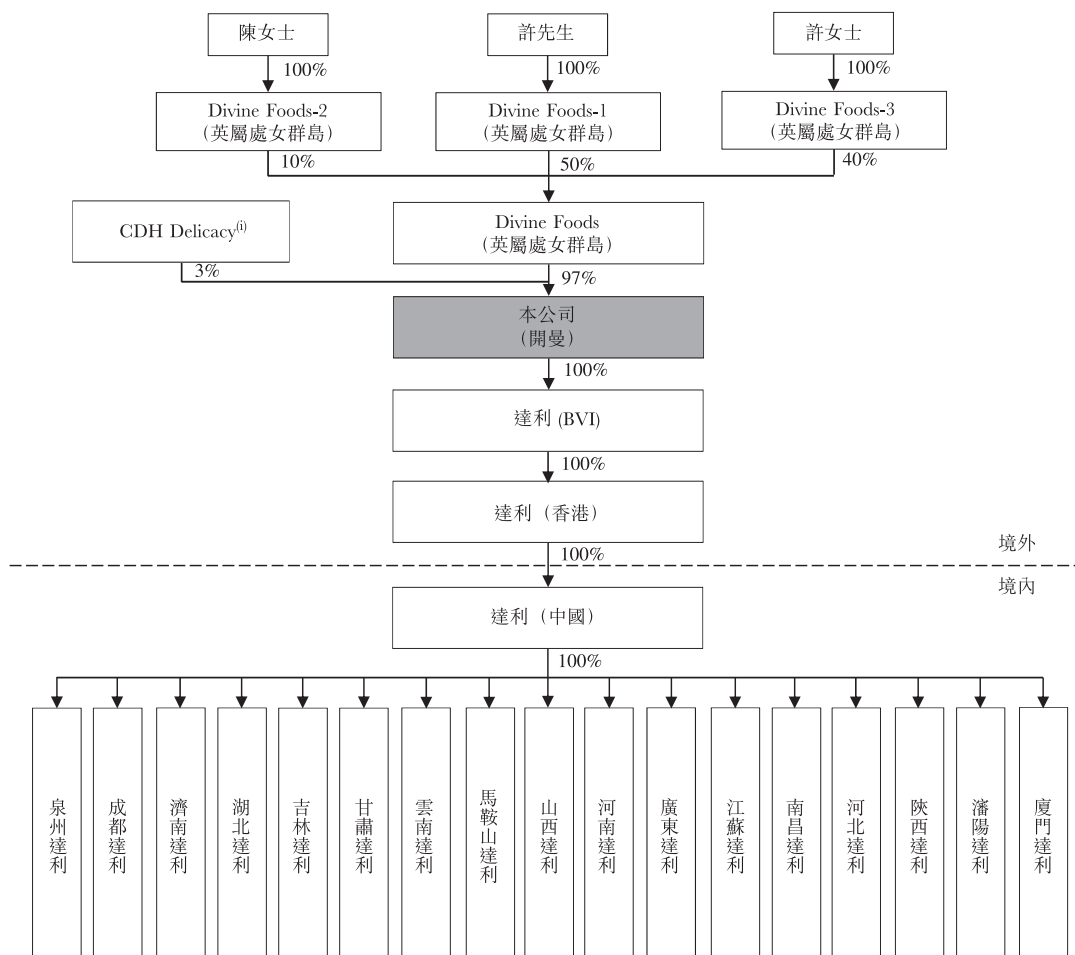 陳女士
許先生
許女士
100%
100%
100%
Divine Foods-2
(英屬處女群島)
Divine Foods-1
(英屬處女群島)
Divine Foods-3
(英屬處女群島)
10%
50%
40%
CDH Delicacy(i)
Divine Foods
(英屬處女群島)
3%
97%
本公司
(開曼)
100%
達利 (BVI)
100%
達利（香港）
100%
境外
境內
達利（中國）
100%
泉州達利
成都達利
濟南達利
湖北達利
吉林達利
甘肅達利
雲南達利
馬鞍山達利
山西達利
河南達利
廣東達利
江蘇達利
南昌達利
河北達利
陝西達利
瀋陽達利
廈門達利